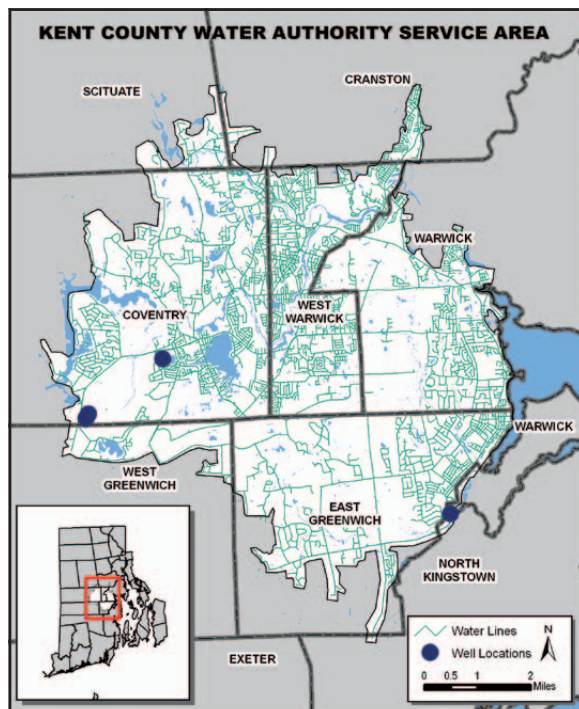 KENT COUNTY WATER AUTHORITY SERVICE AREA
SCITUATE
CRANSTON
WARWICK
COVENTRY
WEST
WARWICK
WARWICK
WEST
GREENWICH
EAST
GREENWICH
NORTH
KINGSTOWN
EXETER
Water Lines
N
Well Locations
0 0.5 1 2
Miles